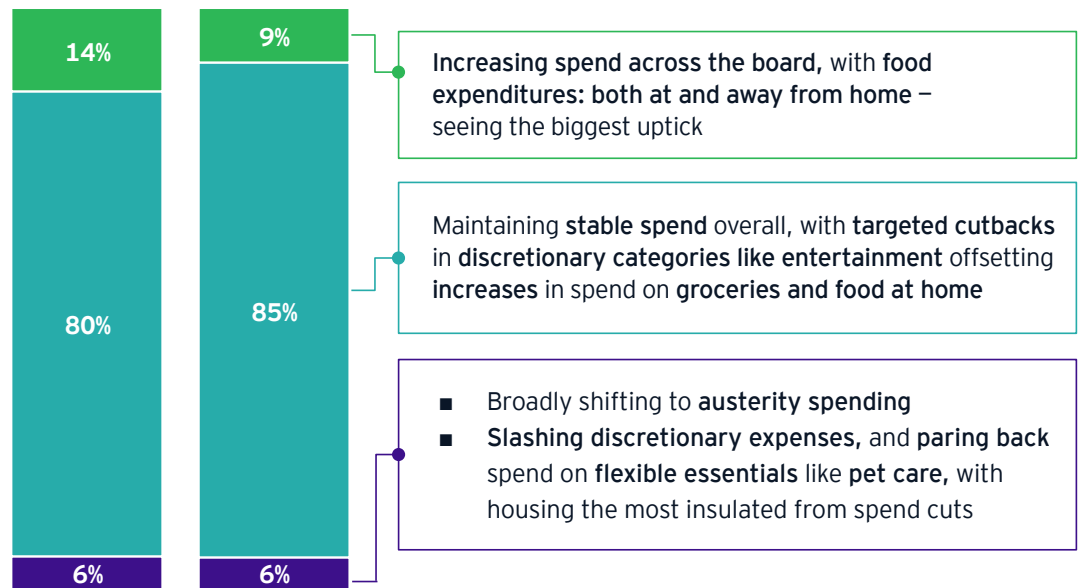 14%
9%
Increasing spend across the board, with food
expenditures: both at and away from home –
seeing the biggest uptick
80%
85%
Maintaining stable spend overall, with targeted cutbacks
in discretionary categories like entertainment offsetting
increases in spend on groceries and food at home
6%
6%
■ Broadly shifting to austerity spending
■ Slashing discretionary expenses, and paring back
spend on flexible essentials like pet care, with
housing the most insulated from spend cuts